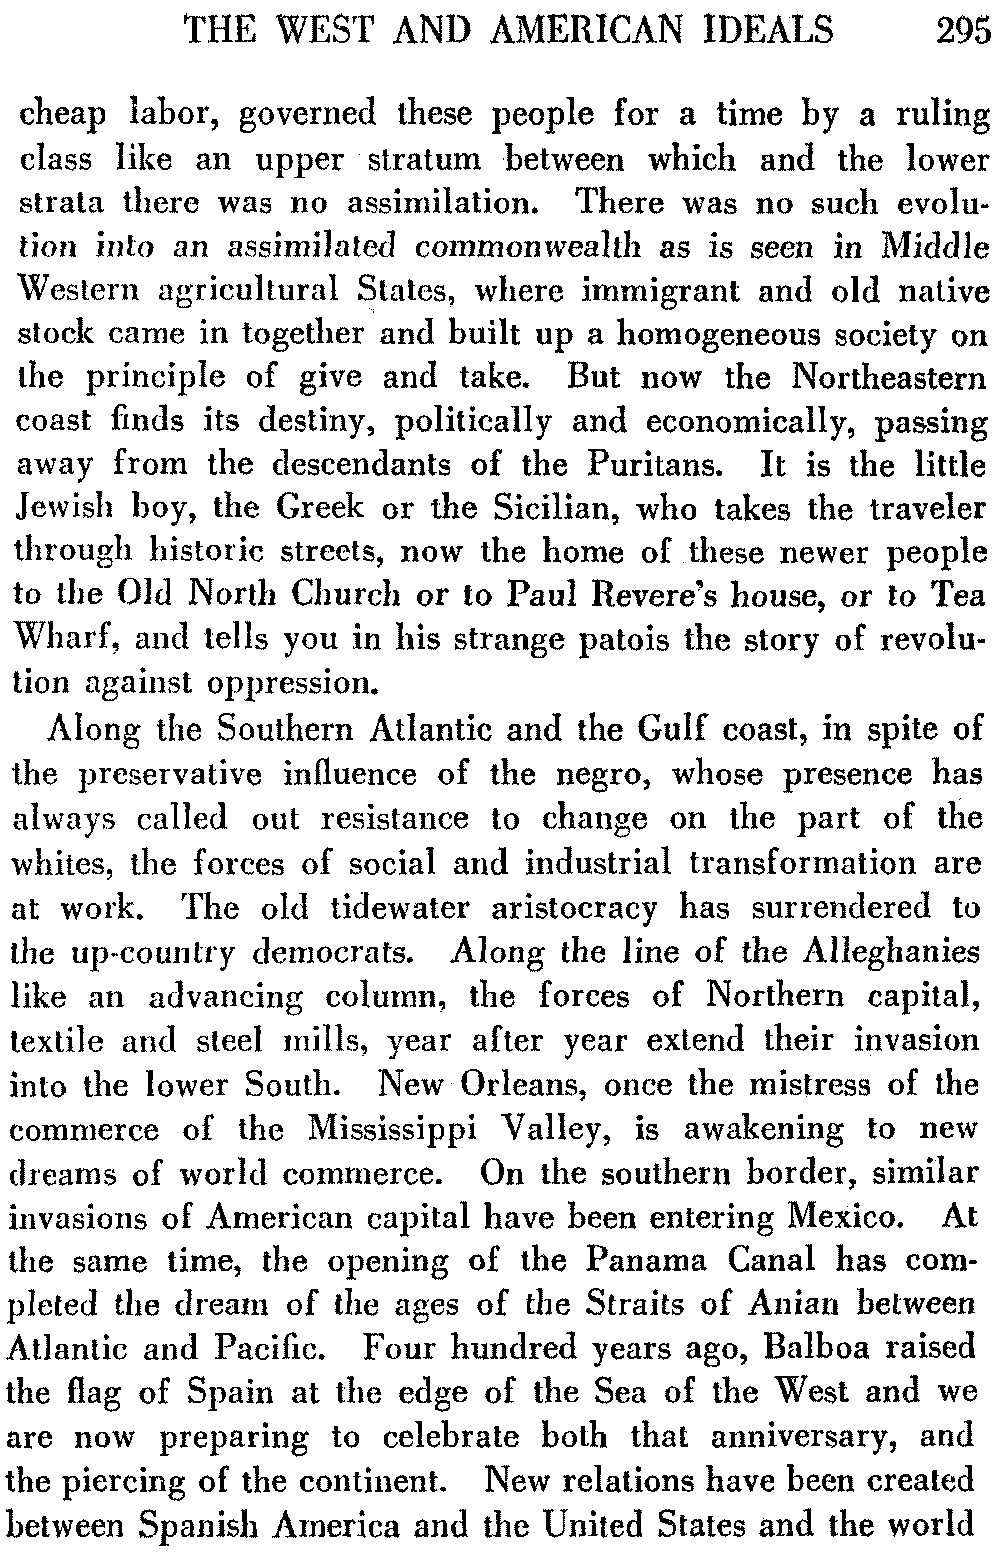 THE WEST AND AMERICAN IDEALS 295
cheap labor, governed these people for a time by a ruling
class like an upper stratum between which and the lower
strata there was no assimilation. There was no such evolu-
tion into an assimilated commonwealth as is seen in Middle
Western agricultural States, where immigrant and old native
stock came in together and built up a homogeneous society on
the principle of give and take. But now the Northeastern
coast finds its destiny, politically and economically, passing
away from the descendants of the Puritans. It is the little
Jewish boy, the Greek or the Sicilian, who takes the traveler
through historic streets, now the home of these newer people
to the Old North Church or to Paul Revere's house, or to Tea
Wharf, and tells you in his strange patois the story of revolu-
tion against oppression.
Along the Southern Atlantic and the Gulf coast, in spite of
the preservative influence of the negro, whose presence has
always called out resistance to change on the part of the
whites, the forces of social and industrial transformation are
at work. The old tidewater aristocracy has surrendered to
the up-country democrats. Along the line of the Alleghanies
like an advancing column, the forces of Northern capital,
textile and steel mills, year after year extend their invasion
into the lower South. New Orleans, once the mistress of the
commerce of the Mississippi Valley, is awakening to new
dreams of world commerce. On the southern border, similar
invasions of American capital have been entering Mexico. At
the same time, the opening of the Panama Canal has com-
pleted the dream of the ages of the Straits of Anian between
Atlantic and Pacific. Four hundred years ago, Balboa raised
the flag of Spain at the edge of the Sea of the West and we
are now preparing to celebrate both that anniversary, and
the piercing of the continent. New relations have been created
between Spanish America and the United States and the world